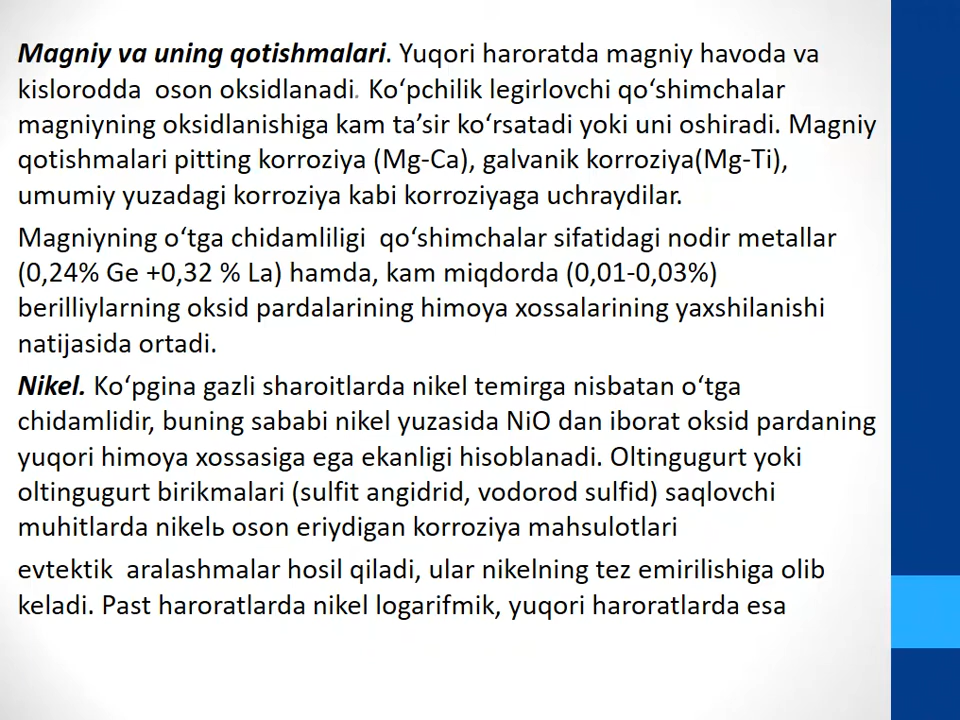 Magniy va uning qotishmalari. Yuqori haroratda magniy havoda va
kislorodda  oson oksidlanadi. Ko‘pchilik legirlovchi qo‘shimchalar
magniyning oksidlanishiga kam ta’sir ko‘rsatadi yoki uni oshiradi. Magniy
qotishmalari pitting korroziya (Mg-Ca), galvanik korroziya(Mg-Ti),
umumiy yuzadagi korroziya kabi korroziyaga uchraydilar.
Magniyning o‘tga chidamliligi  qo‘shimchalar sifatidagi nodir metallar
(0,24% Ge +0,32 % La) hamda, kam miqdorda (0,01-0,03%)
berilliylarning oksid pardalarining himoya xossalarining yaxshilanishi
natijasida ortadi.
Nikel. Ko‘pgina gazli sharoitlarda nikel temirga nisbatan o‘tga
chidamlidir, buning sababi nikel yuzasida NiO dan iborat oksid pardaning
yuqori himoya xossasiga ega ekanligi hisoblanadi. Oltingugurt yoki
oltingugurt birikmalari (sulfit angidrid, vodorod sulfid) saqlovchi
muhitlarda nikelь oson eriydigan korroziya mahsulotlari
evtektik  aralashmalar hosil qiladi, ular nikelning tez emirilishiga olib
keladi. Past haroratlarda nikel logarifmik, yuqori haroratlarda esa